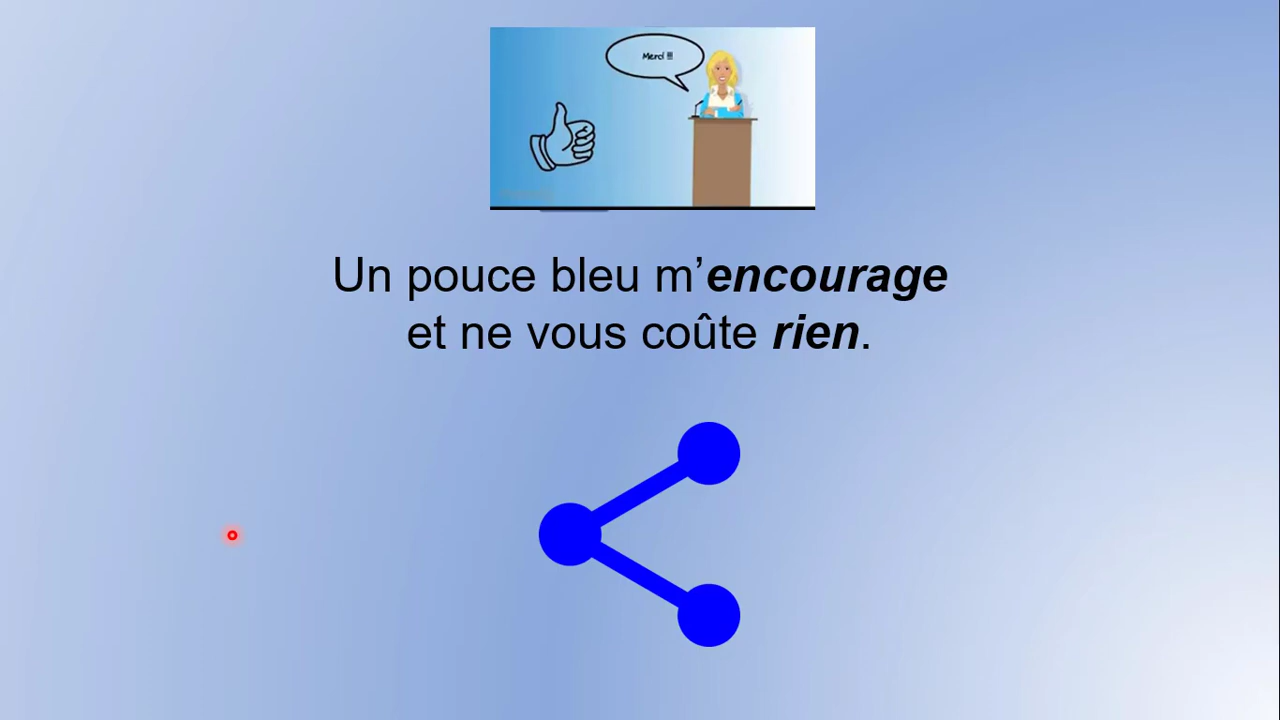 Merci !!!
Un pouce bleu m’encourage
et ne vous coûte rien.